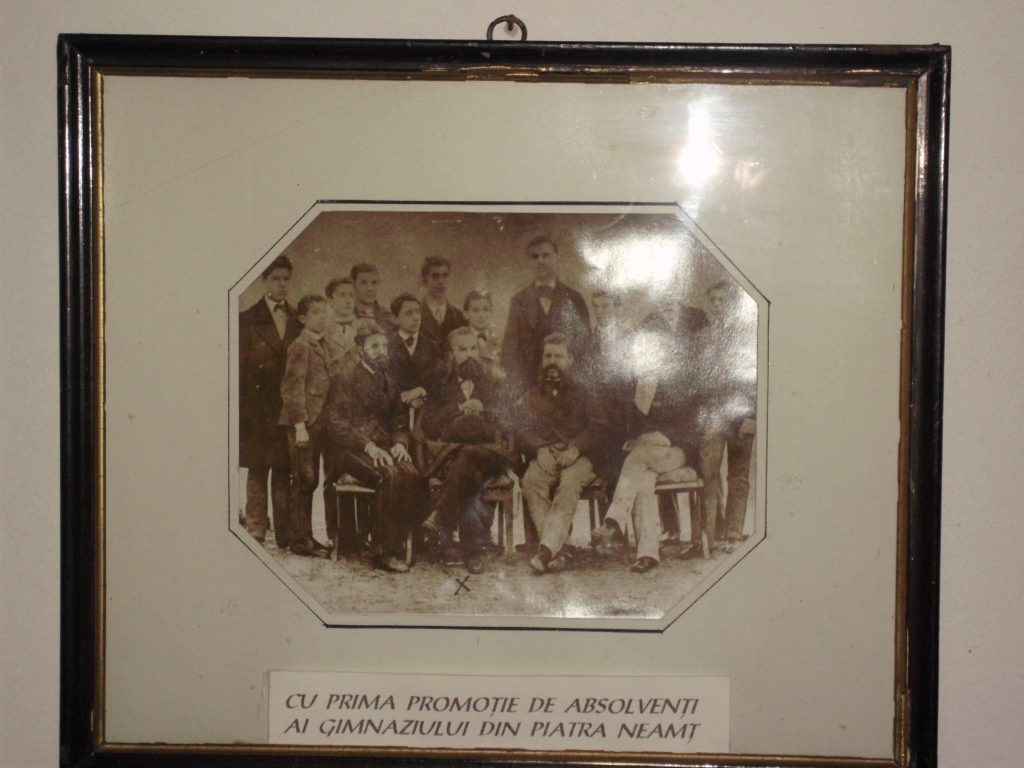 X
CU PRIMA PROMOȚIE DE ABSOLVENȚI
AI GIMNAZIULUI DIN PIATRA NEAMȚ